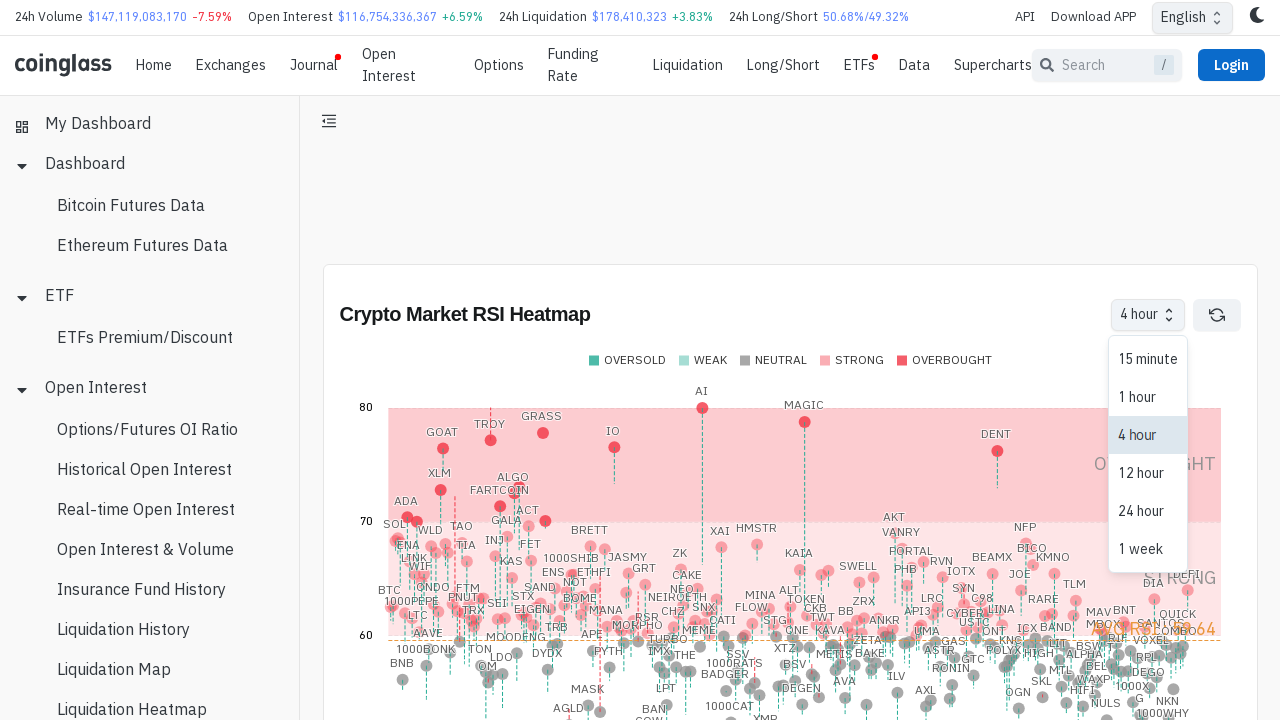 24h Volume $147,119,083,170 -7.59% Open Interest $116,754,336,367 +6.59% 24h Liquidation $178,410,323 +3.83% 24h Long/Short 50.68%/49.32% API Download APP English
coinglass Home Exchanges Journal Open Interest Options Funding Rate Liquidation Long/Short ETFs Data Supercharts Search / Login
My Dashboard
Dashboard
Bitcoin Futures Data
Ethereum Futures Data
ETF
ETFs Premium/Discount
Open Interest
Options/Futures OI Ratio
Historical Open Interest
Real-time Open Interest
Open Interest & Volume
Insurance Fund History
Liquidation History
Liquidation Map
Liquidation Heatmap
Crypto Market RSI Heatmap
4 hour
15 minute
1 hour
4 hour
12 hour
24 hour
1 week
OVERSOLD WEAK NEUTRAL STRONG OVERBOUGHT
80
70
60
AI
MAGIC
GRASS
TROY
GOAT
IO
DENT
XLM
ALGO
FARTCOIN
ADA
ACT
SOL
WLD
TAO
GALA
BRETT
XAI
HMSTR
AKT
VANRY
NFP
ENA
TIA
INJ
FET
LINK
WIF
KAS
1000SHIB
JASMY
GRT
ZK
KAIA
PORTAL
BICO
KMNO
BEAMX
RVN
ENS
ETHFI
CAKE
NEO
SWELL
PHB
IOTX
JOE
TLM
DIA
STRONG
BTC
1000PEPE
FTM
PNUT
SAND
NOT
STX
BOME
NEIROETH
MINA
ALT
TOKEN
ZRX
LRC
SYN
C98
RARE
LTC
TRX
SEI
EIGEN
MANA
RSR
CHZ
SNX
FLOW
CKB
BB
API3
CYBER
LINA
MAV
BNT
QUICK
AAVE
MOODENG
TRB
APE
TURBO
MEME
CATI
STG
ONE
TWT
KAVA
ANKR
UMA
USTC
ICX
BAND
SANTOS
COMBO
1000BONK
TON
LDO
DYDX
PYTH
IMX
THE
SSV
XTZ
METIS
ZETA
BAKE
GAS
ASTR
GTC
KNC
POLYX
HIGH
LIT
ALPHA
BSW
VOXEL
BNB
OM
1000RATS
BADGER
BSV
DEGEN
AVA
ILV
RONIN
AXL
SKL
MTL
BEL
WAXP
RPL
DEGO
MASK
LPT
OGN
HIFI
NULS
NKN
AGLD
BAN
1000CAT
XMR
1000WHY